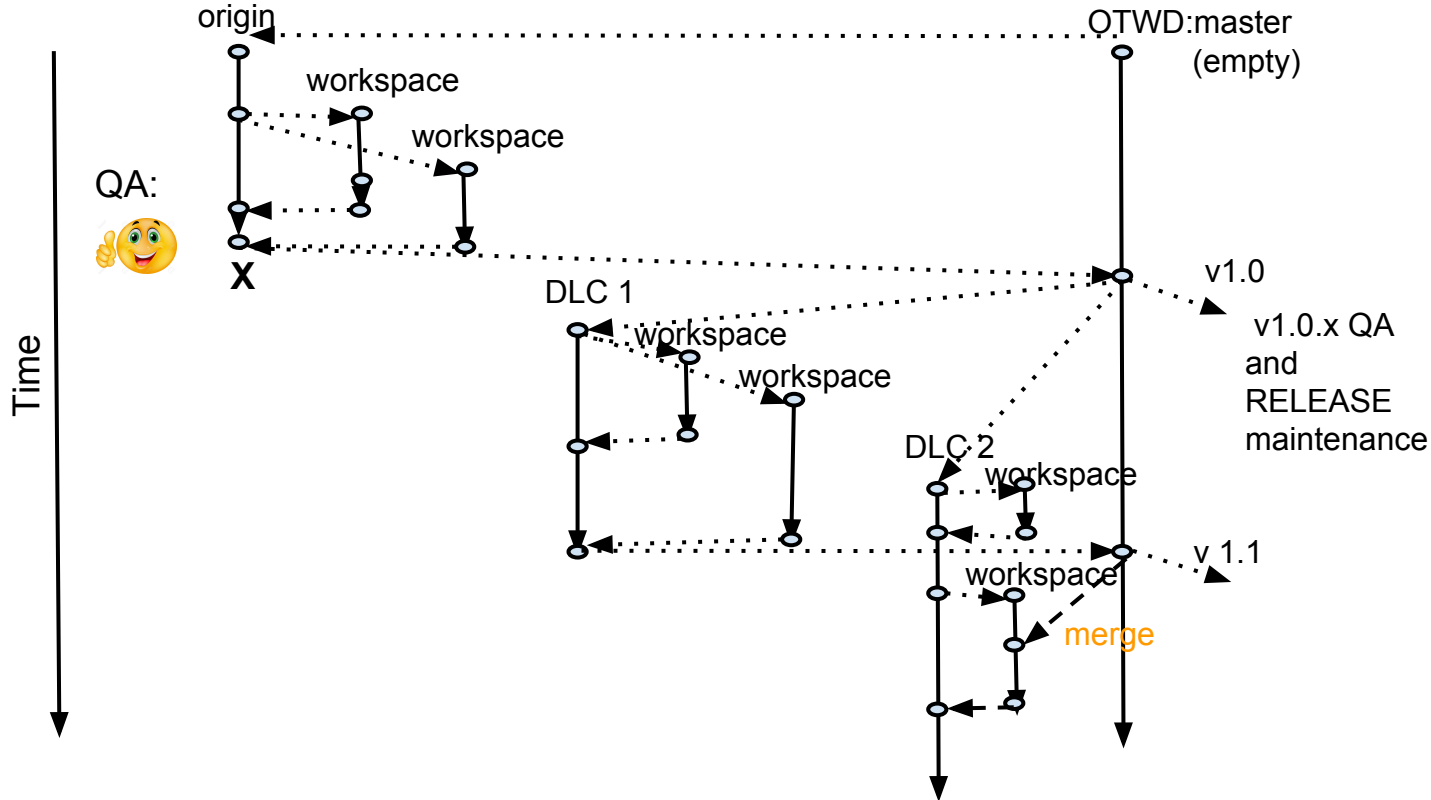 origin
OTWD:master
(empty)
workspace
workspace
QA:
X
v1.0
DLC 1
v1.0.x QA
and
RELEASE
maintenance
workspace
workspace
Time
DLC 2
workspace
v 1.1
workspace
merge